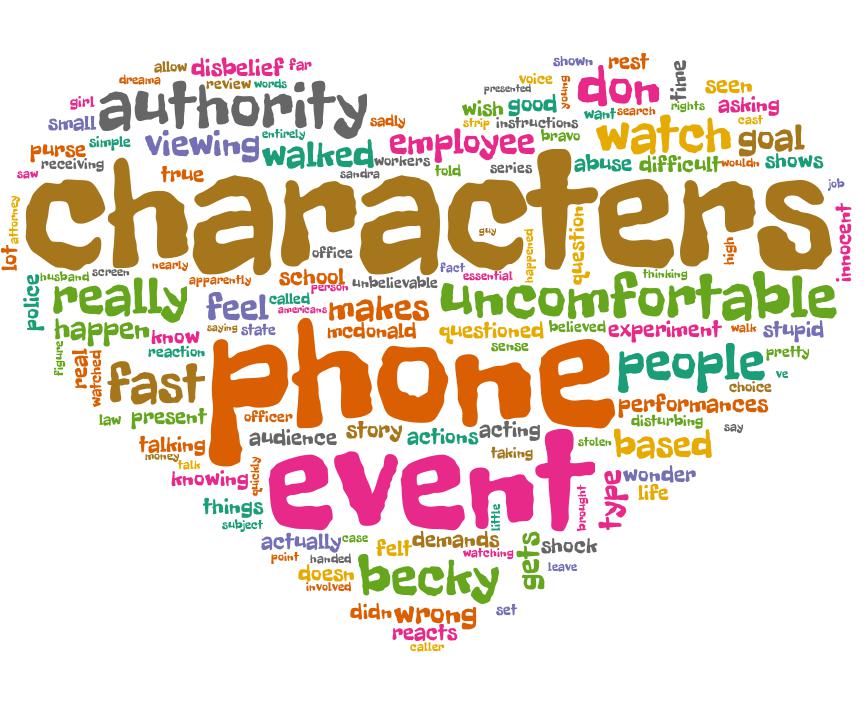 allow disbelief far
dreama review words
girl authority sadly
small viewing entirely
purse simple walked workers
receiving
saw true sandra
shown rest time
voice young don seen
presented
wish good want search rights asking
strip instructions cast
employee bravo watch goal
told series abuse difficult wouldn shows
characters
job
attorney
lot
innocent
guy happened question high
office
nearly fact essential thinking
police husband screen apparently school person unbelievable
really feel called americans makes uncomfortable
happen know saying state mcdonald questioned believed experiment walk stupid
reaction sense
figure real watched fast phone people pretty
ve
choice
law present officer performances
disturbing say
talking audience story actions acting stolen based
money talk taking
knowing quickly event brought type wonder
life
things little
subject
actually case felt demands watching gets shock
point handed leave
doesn becky
involved
didn wrong set
reacts
caller